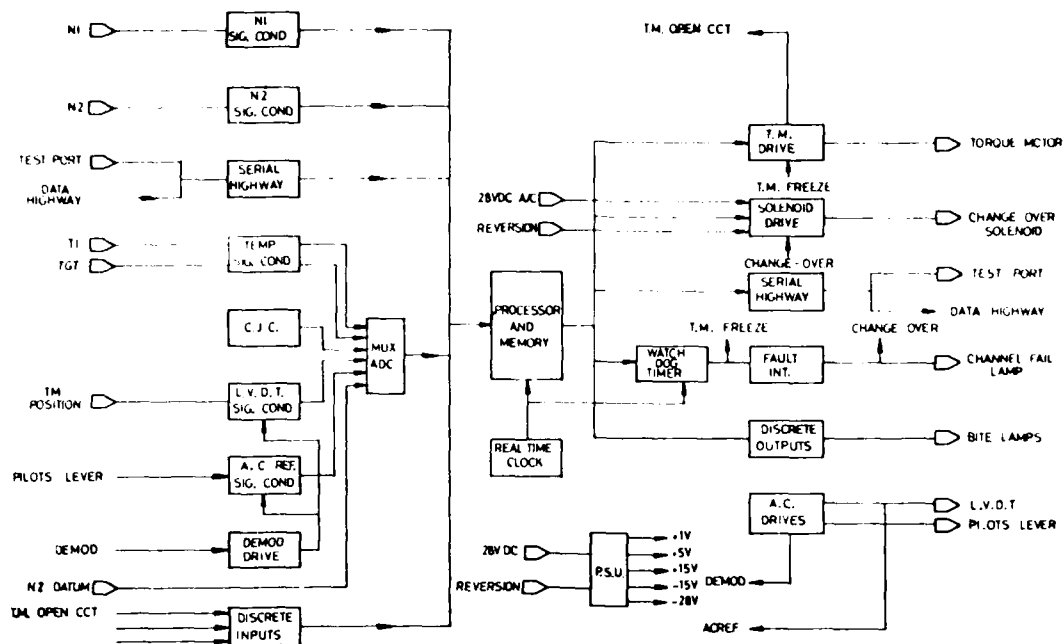 N1
N1
SIG. COND
N2
N2
SIG. COND
TEST PORT
DATA
HIGHWAY
SERIAL
HIGHWAY
T1
TGT
TEMP
SIG. COND
C.J.C.
MUX
ADC
TM
POSITION
L.V.D.T.
SIG. COND
PILOTS LEVER
A.C REF.
SIG. COND
DEMOD
DEMOD
DRIVE
N2 DATUM
T.M. OPEN CCT
DISCRETE
INPUTS
PROCESSOR
AND
MEMORY
REAL TIME
CLOCK
T.M. OPEN CCT
T.M.
DRIVE
TORQUE MOTOR
T.M. FREEZE
28VDC A/C
REVERSION
SOLENOID
DRIVE
CHANGE OVER
SOLENOID
CHANGE-OVER
SERIAL
HIGHWAY
TEST PORT
DATA HIGHWAY
T.M. FREEZE
CHANGE OVER
WATCH
DOG
TIMER
FAULT
INT.
CHANNEL FAIL
LAMP
DISCRETE
OUTPUTS
BITE LAMPS
A.C.
DRIVES
L.V.D.T
PILOTS LEVER
DEMOD
ACREF
28V DC
REVERSION
P.S.U.
+1V
+5V
+15V
-15V
-28V